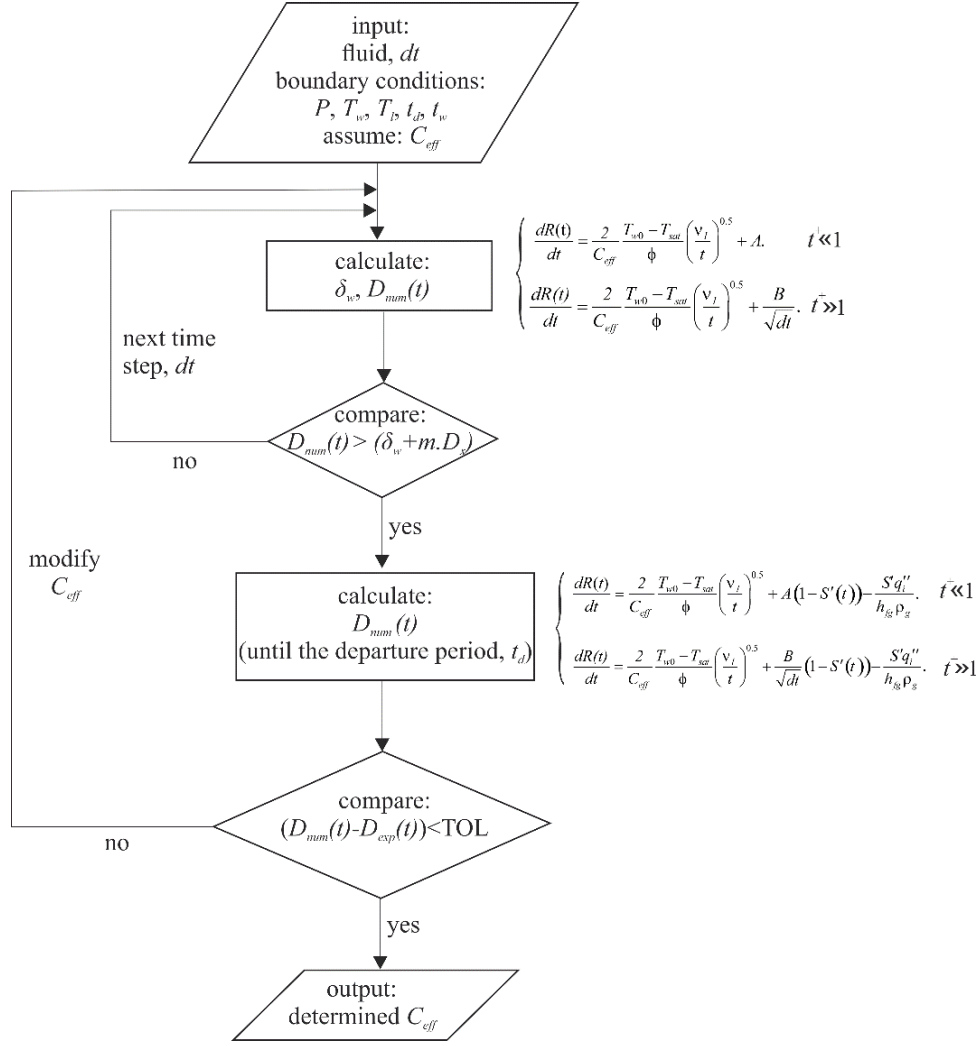 input:
fluid, dt
boundary conditions:
P, T_w, T_l, t_d, t_w
assume: C_eff
calculate:
δ_w, D_num(t)
dR(t)/dt = 2/C_eff (T_w0 − T_sat)/ϕ (ν_l/t)^0.5 + A. t^+≪1
dR(t)/dt = 2/C_eff (T_w0 − T_sat)/ϕ (ν_l/t)^0.5 + B/√dt. t^+≫1
next time
step, dt
compare:
D_num(t) > (δ_w+m.D_x)
no
yes
modify
C_eff
calculate:
D_num(t)
(until the departure period, t_d)
dR(t)/dt = 2/C_eff (T_w0 − T_sat)/ϕ (ν_l/t)^0.5 + A(1−S'(t)) − S'q_i''/h_fg ρ_g. t^+≪1
dR(t)/dt = 2/C_eff (T_w0 − T_sat)/ϕ (ν_l/t)^0.5 + B/√dt (1−S'(t)) − S'q_i''/h_fg ρ_g. t^-≫1
compare:
(D_num(t)-D_exp(t))<TOL
no
yes
output:
determined C_eff